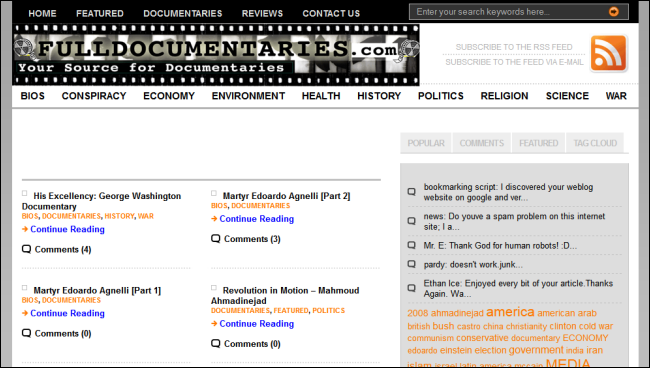 HOME FEATURED DOCUMENTARIES REVIEWS CONTACT US
Enter your search keywords here...
FULLDOCUMENTARIES.com
Your Source for Documentaries
SUBSCRIBE TO THE RSS FEED
SUBSCRIBE TO THE FEED VIA E-MAIL
BIOS CONSPIRACY ECONOMY ENVIRONMENT HEALTH HISTORY POLITICS RELIGION SCIENCE WAR
His Excellency: George Washington
Documentary
BIOS, DOCUMENTARIES, HISTORY, WAR
Continue Reading
Comments (4)
Martyr Edoardo Agnelli [Part 2]
BIOS, DOCUMENTARIES
Continue Reading
Comments (3)
Martyr Edoardo Agnelli [Part 1]
BIOS, DOCUMENTARIES
Continue Reading
Comments (0)
Revolution in Motion – Mahmoud
Ahmadinejad
DOCUMENTARIES, FEATURED, POLITICS
Continue Reading
Comments (0)
POPULAR COMMENTS FEATURED TAG CLOUD
bookmarking script: I discovered your weblog
website on google and ver...
news: Do youve a spam problem on this internet
site; I a...
Mr. E: Thank God for human robots! :D...
pardy: doesn't work.junk...
Ethan Ice: Enjoyed every bit of your article.Thanks
Again. Wa...
2008 ahmadinejad america american arab
british bush castro china christianity clinton cold war
communism conservative documentary ECONOMY
edoardo einstein election government india iran
islam israel latin america mccain MEDIA